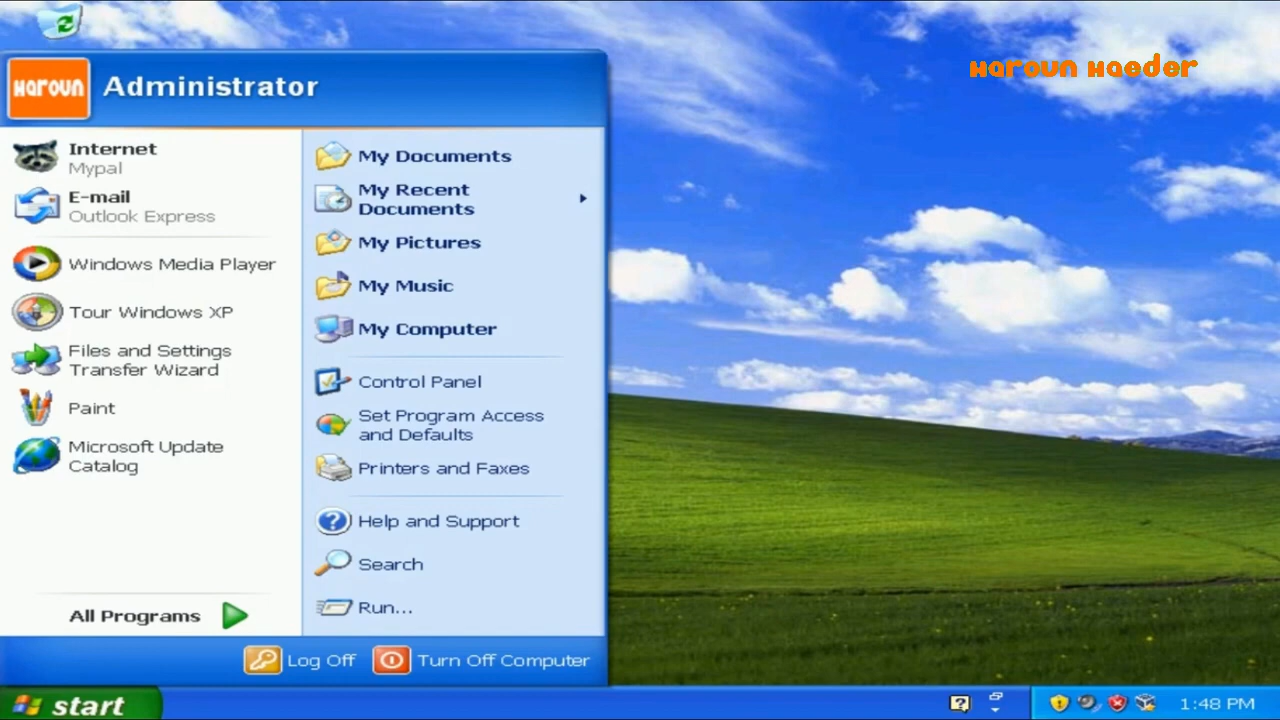 Haroun Haeder
HAROUN
Administrator
Internet
Mypal
E-mail
Outlook Express
Windows Media Player
Tour Windows XP
Files and Settings
Transfer Wizard
Paint
Microsoft Update
Catalog
All Programs
My Documents
My Recent
Documents
My Pictures
My Music
My Computer
Control Panel
Set Program Access
and Defaults
Printers and Faxes
Help and Support
Search
Run...
Log Off
Turn Off Computer
start
1:48 PM